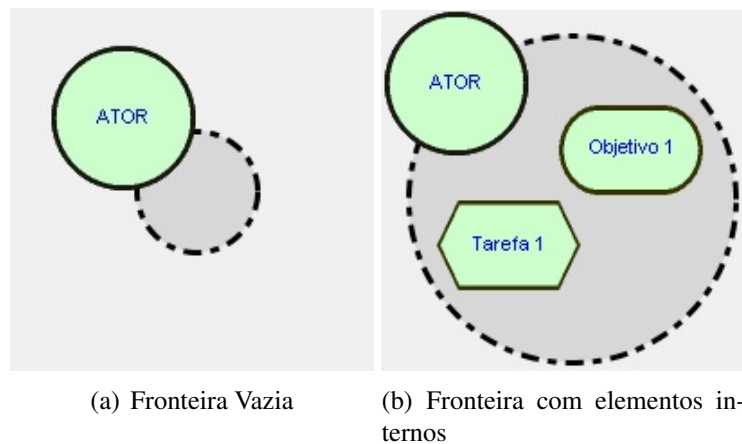 ATOR
ATOR
Objetivo 1
Tarefa 1
(a) Fronteira Vazia
(b) Fronteira com elementos in-
ternos